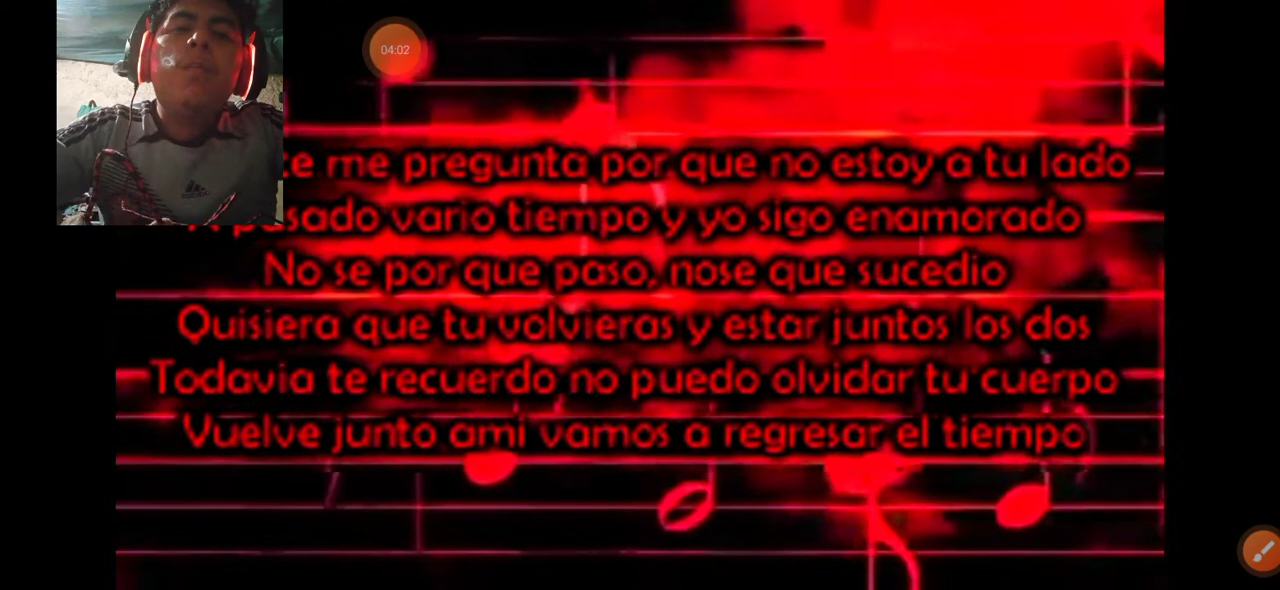 04:02
me pregunta por que no estoy a tu lado
vario tiempo y yo sigo enamorado
No se por que paso, nose que sucedio
Quisiera que tu volvieras y estar juntos los dos
Todavia te recuerdo no puedo olvidar tu cuerpo
Vuelve junto ami vamos a regresar el tiempo